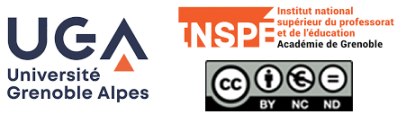 UGA
Université
Grenoble Alpes
INSPÉ
Institut national
supérieur du professorat
et de l'éducation
Académie de Grenoble
cc
BY NC ND